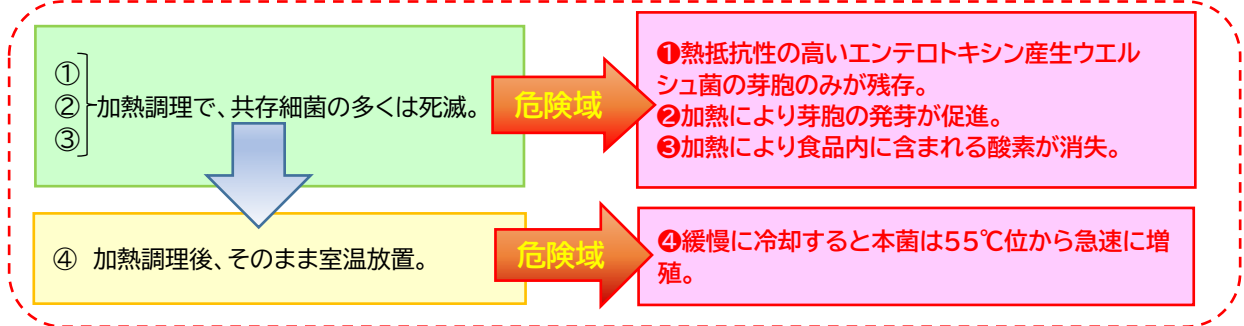 ①
②
③
加熱調理で、共存細菌の多くは死滅。
危険域
❶熱抵抗性の高いエンテロトキシン産生ウエル
シュ菌の芽胞のみが残存。
❷加熱により芽胞の発芽が促進。
❸加熱により食品内に含まれる酸素が消失。
④ 加熱調理後、そのまま室温放置。
危険域
❹緩慢に冷却すると本菌は55℃位から急速に増
殖。